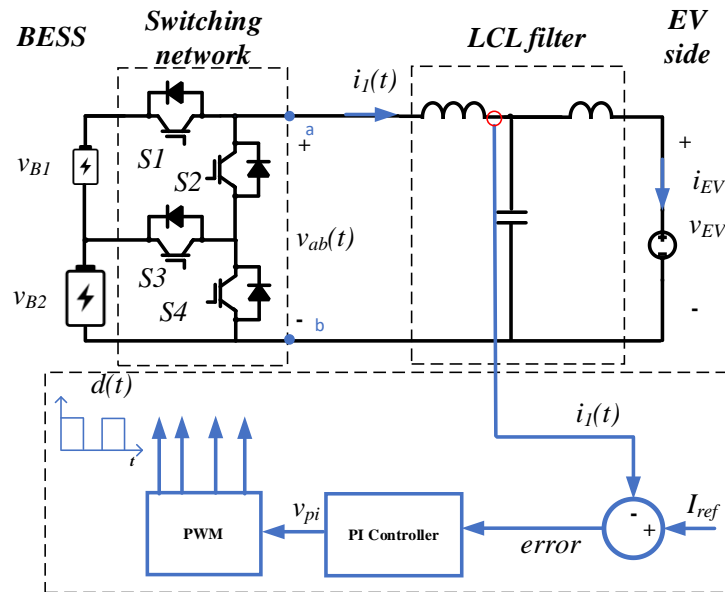 BESS
Switching
network
LCL filter
EV
side
i1(t)
a
+
S1
S2
vB1
vab(t)
S3
S4
vB2
-
b
+
iEV
vEV
-
d(t)
t
i1(t)
vpi
PWM
PI Controller
error
-
+
Iref